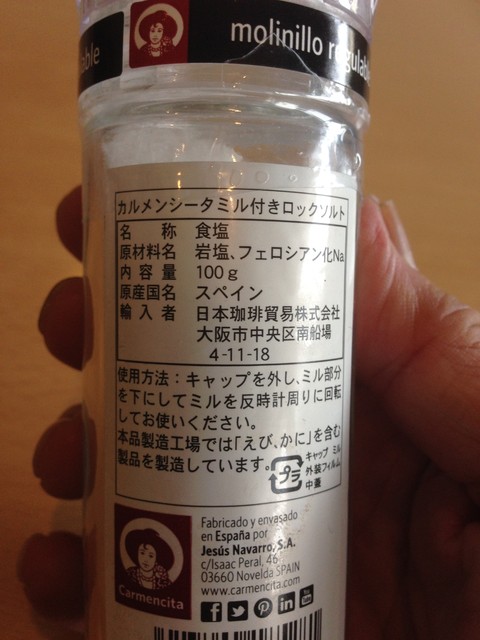 molinillo regulable
カルメンシータミル付きロックソルト
名 称 食塩
原材料名 岩塩、フェロシアン化Na
内容量 100g
原産国名 スペイン
輸入者 日本珈琲貿易株式会社
大阪市中央区南船場
4-11-18
使用方法：キャップを外し、ミル部分
を下にしてミルを反時計周りに回転
してお使いください。
本品製造工場では「えび、かに」を含む
製品を製造しています。
プラ
キャップ ミル
外装フィルム
中蓋
Fabricado y envasado
en España por
Jesús Navarro, S.A.
c/Isaac Peral, 46
03660 Novelda SPAIN
www.carmencita.com
Carmencita